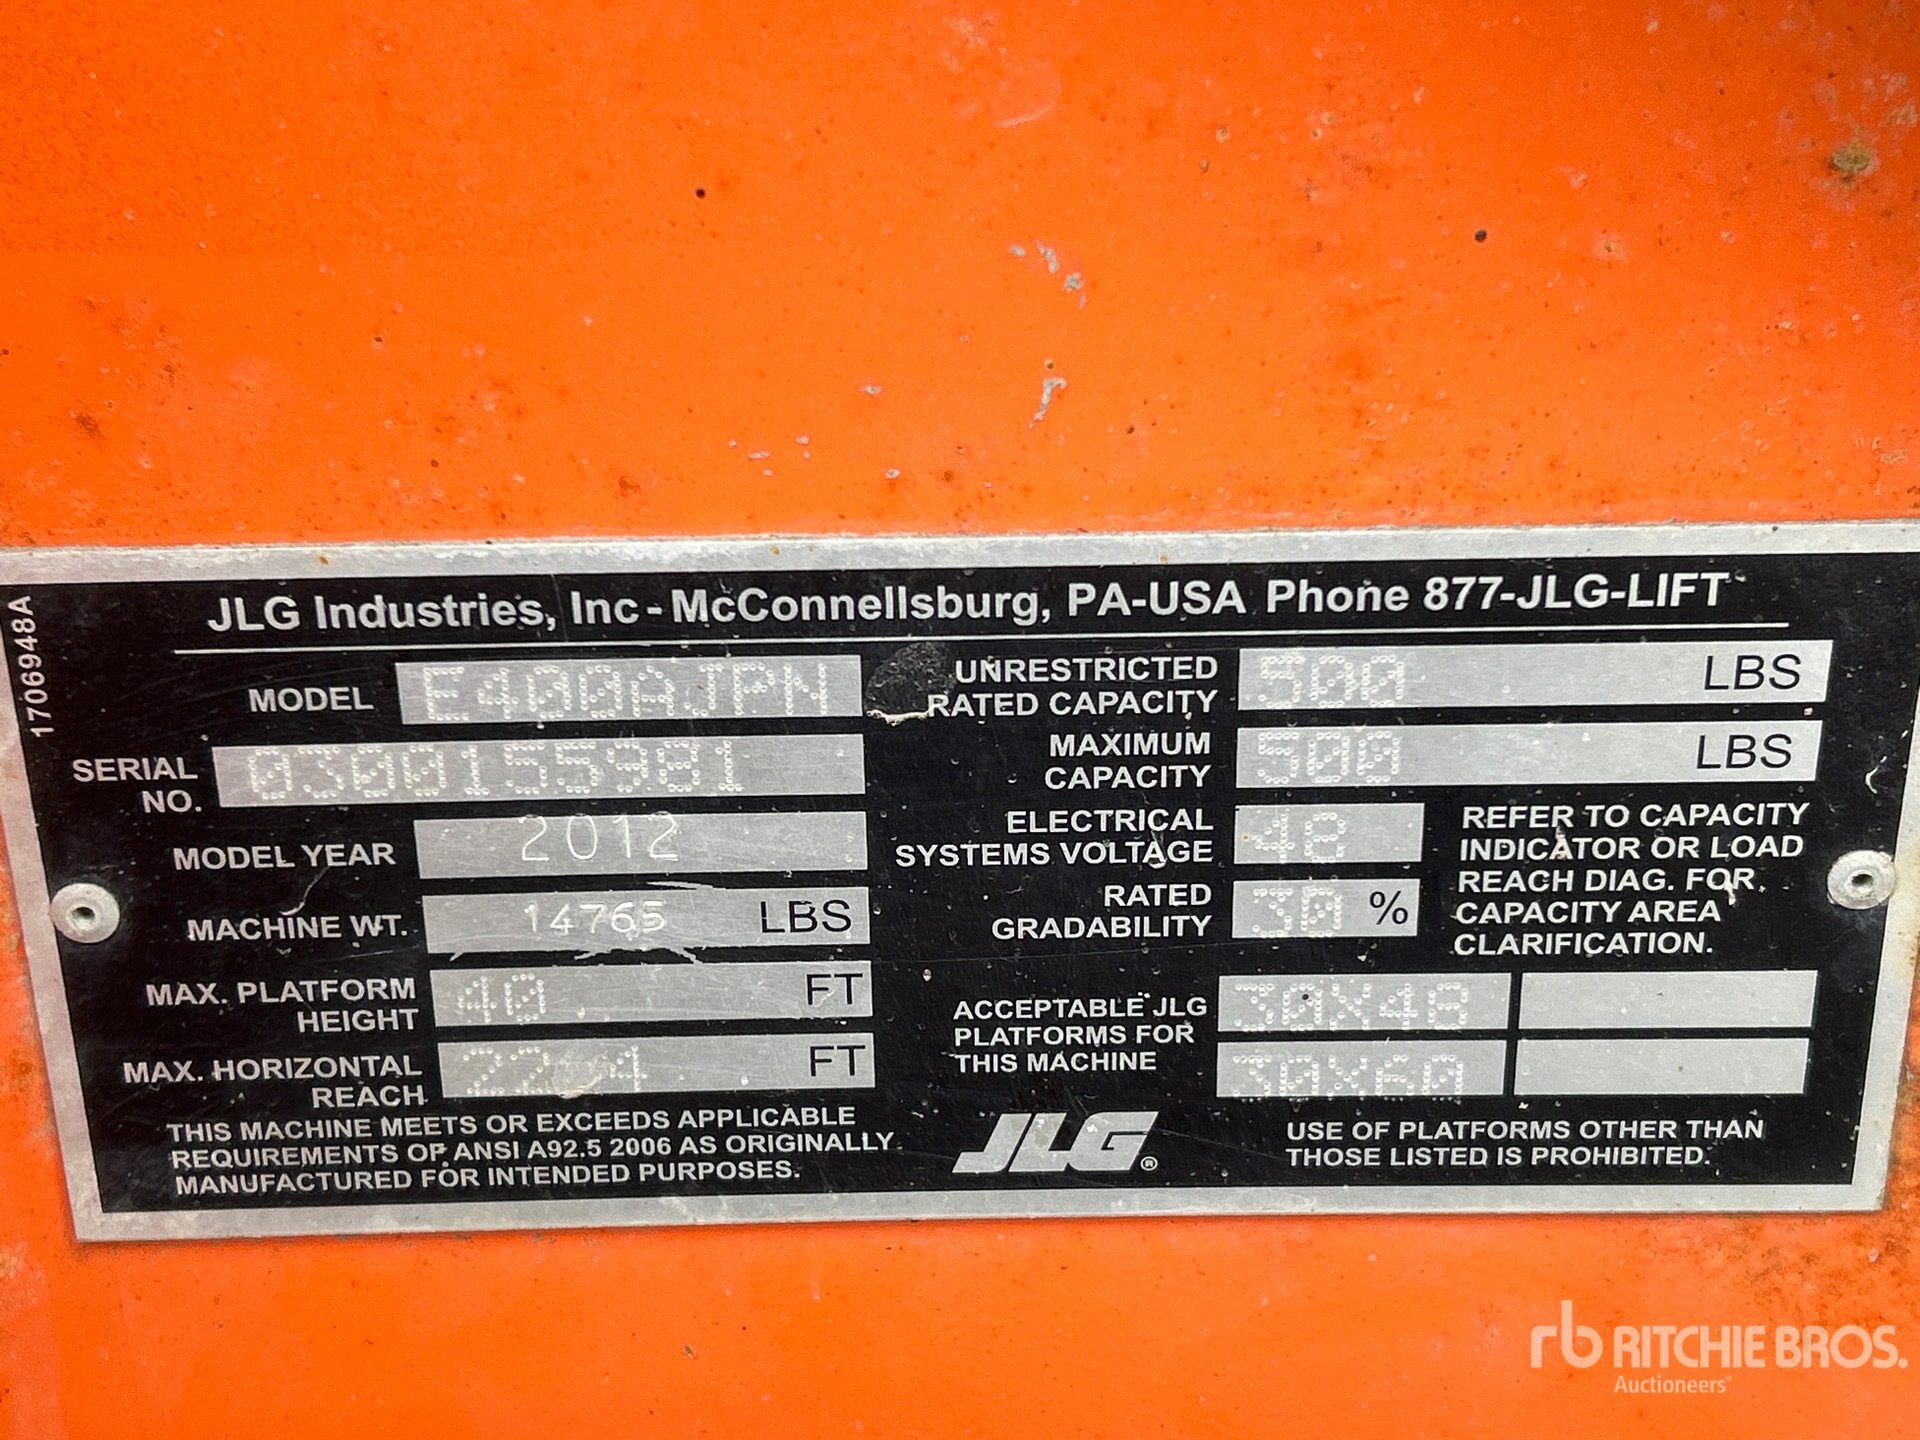 JLG Industries, Inc - McConnellsburg, PA-USA Phone 877-JLG-LIFT
1706948A
MODEL E400AJPN
SERIAL NO. 0300155981
MODEL YEAR 2012
MACHINE WT. 14765 LBS
MAX. PLATFORM HEIGHT 40 FT
MAX. HORIZONTAL REACH FT
THIS MACHINE MEETS OR EXCEEDS APPLICABLE
REQUIREMENTS OF ANSI A92.5 2006 AS ORIGINALLY
MANUFACTURED FOR INTENDED PURPOSES.
UNRESTRICTED
RATED CAPACITY 500 LBS
MAXIMUM
CAPACITY 500 LBS
ELECTRICAL
SYSTEMS VOLTAGE 48
RATED
GRADABILITY 30 %
REFER TO CAPACITY
INDICATOR OR LOAD
REACH DIAG. FOR
CAPACITY AREA
CLARIFICATION.
ACCEPTABLE JLG
PLATFORMS FOR
THIS MACHINE
30X48
30X60
JLG®
USE OF PLATFORMS OTHER THAN
THOSE LISTED IS PROHIBITED.
rb RITCHIE BROS.
Auctioneers